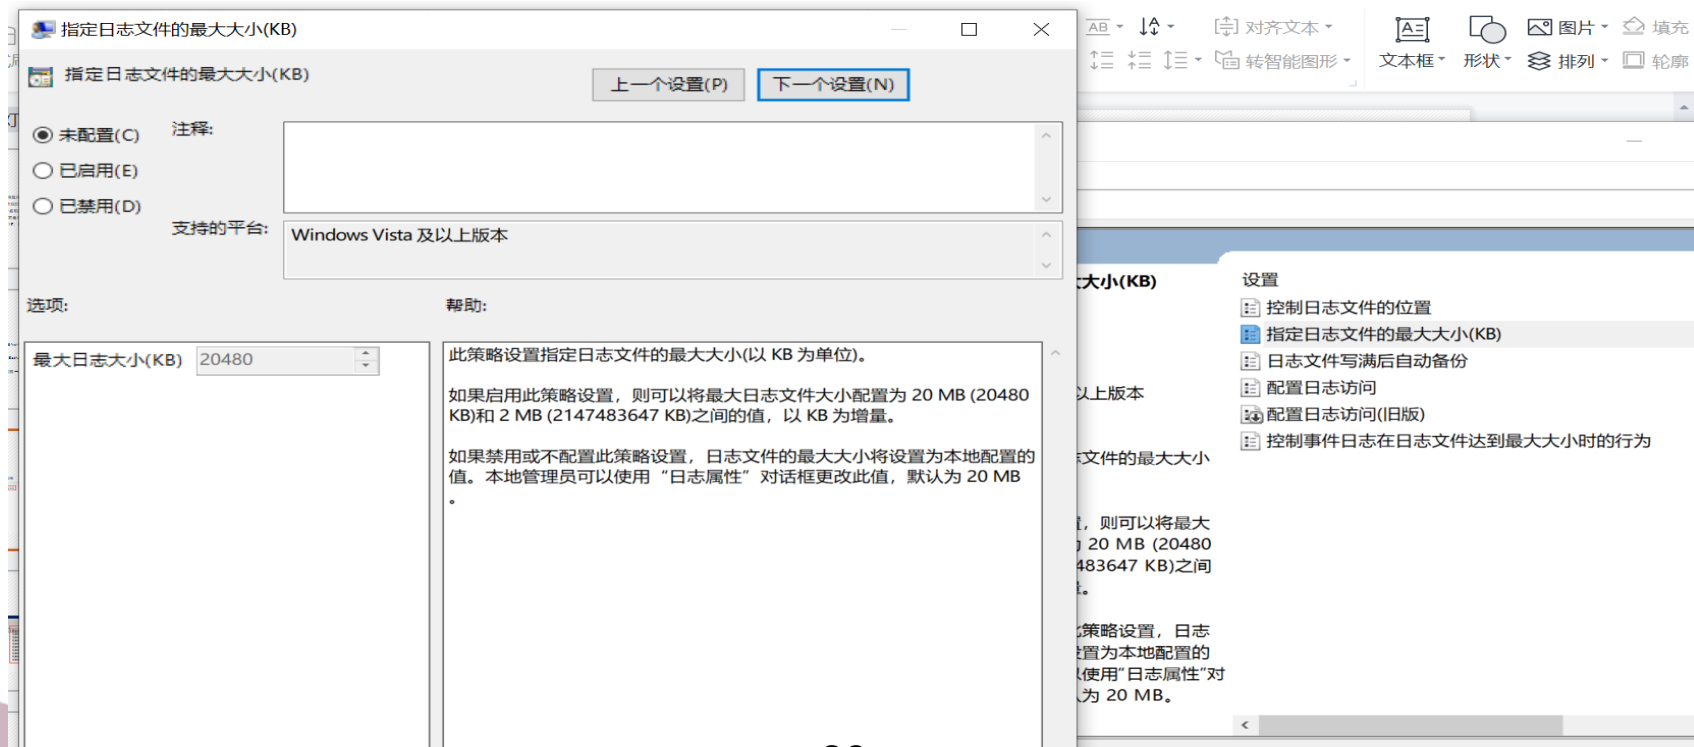 指定日志文件的最大大小(KB)
指定日志文件的最大大小(KB)
上一个设置(P)
下一个设置(N)
未配置(C)
注释:
已启用(E)
已禁用(D)
支持的平台:
Windows Vista 及以上版本
选项:
帮助:
最大日志大小(KB) 20480
此策略设置指定日志文件的最大大小(以 KB 为单位)。
如果启用此策略设置，则可以将最大日志文件大小配置为 20 MB (20480
KB)和 2 MB (2147483647 KB)之间的值，以 KB 为增量。
如果禁用或不配置此策略设置，日志文件的最大大小将设置为本地配置的
值。本地管理员可以使用“日志属性”对话框更改此值，默认为 20 MB
。
AB
对齐文本
转智能图形
文本框
形状
图片
填充
排列
轮廓
大小(KB)
以上版本
文件的最大大小
，则可以将最大
20 MB (20480
483647 KB)之间
。
策略设置，日志
置为本地配置的
使用“日志属性”对
为 20 MB。
设置
控制日志文件的位置
指定日志文件的最大大小(KB)
日志文件写满后自动备份
配置日志访问
配置日志访问(旧版)
控制事件日志在日志文件达到最大大小时的行为